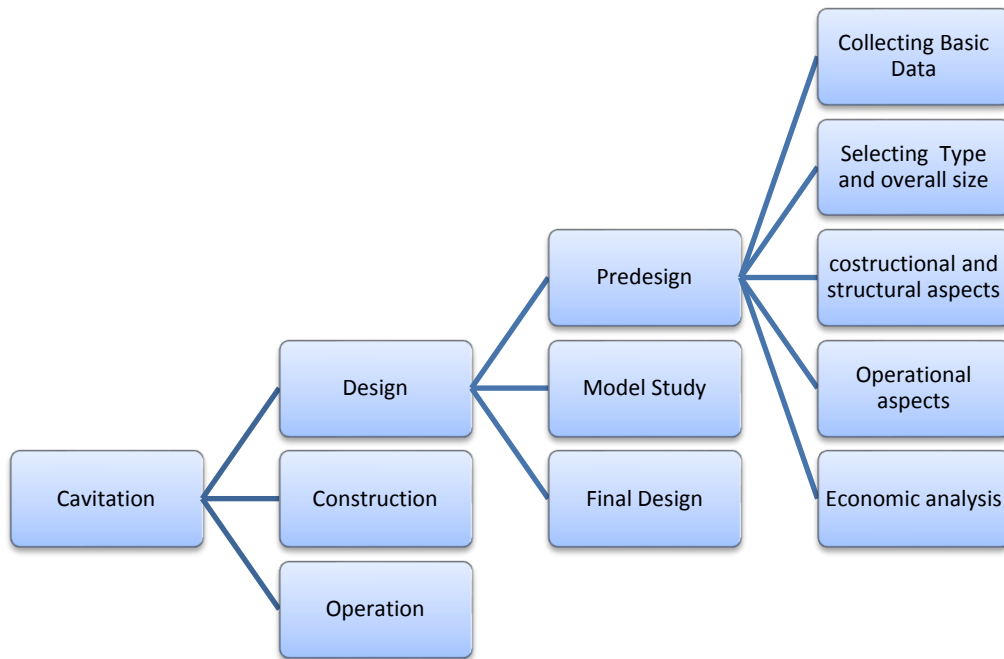 Collecting Basic
Data
Selecting Type
and overall size
Predesign
costructional and
structural aspects
Design
Model Study
Operational
aspects
Cavitation
Construction
Final Design
Economic analysis
Operation